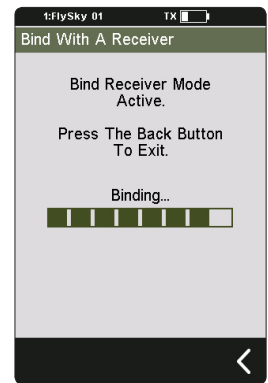 1:FlySky 01 TX
Bind With A Receiver
Bind Receiver Mode
Active.
Press The Back Button
To Exit.
Binding...